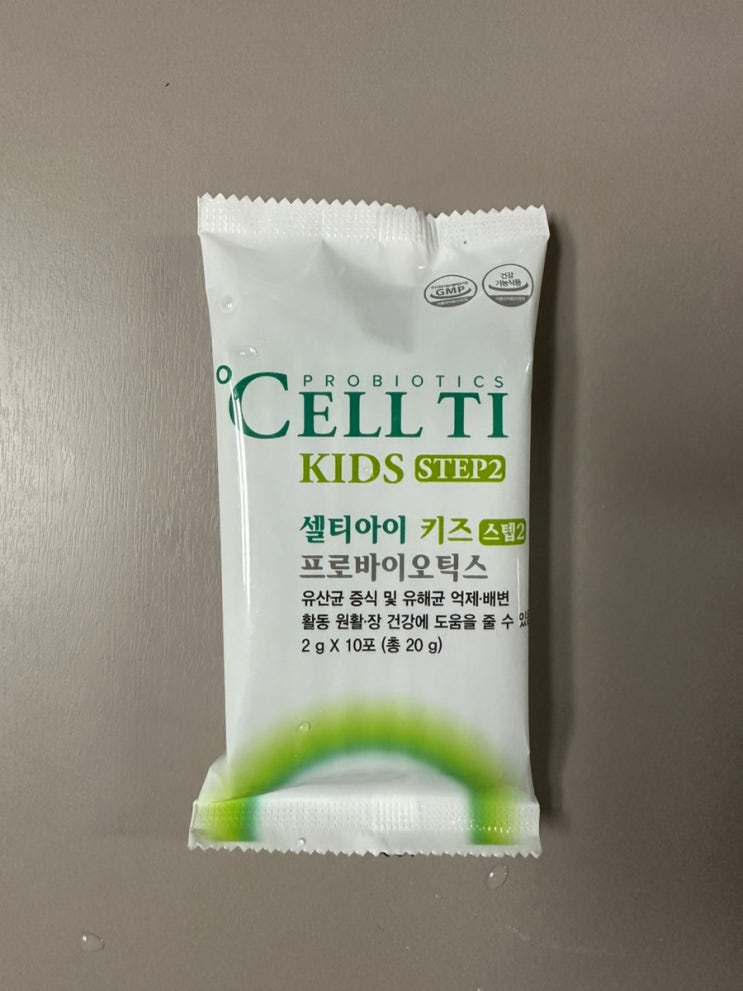 GMP
건강
기능식품
PROBIOTICS
°CELL TI
KIDS STEP2
셀티아이 키즈 스텝2
프로바이오틱스
유산균 증식 및 유해균 억제·배변
활동 원활·장 건강에 도움을 줄 수
2 g X 10포 (총 20 g)